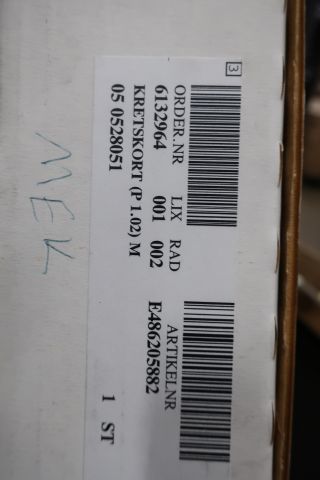 3
ORDER.NR LIX RAD
6132964 001 002
KRETSKORT (P 1.02) M
05 0528051
ARTIKELNR
E486205882
1 ST
MEK